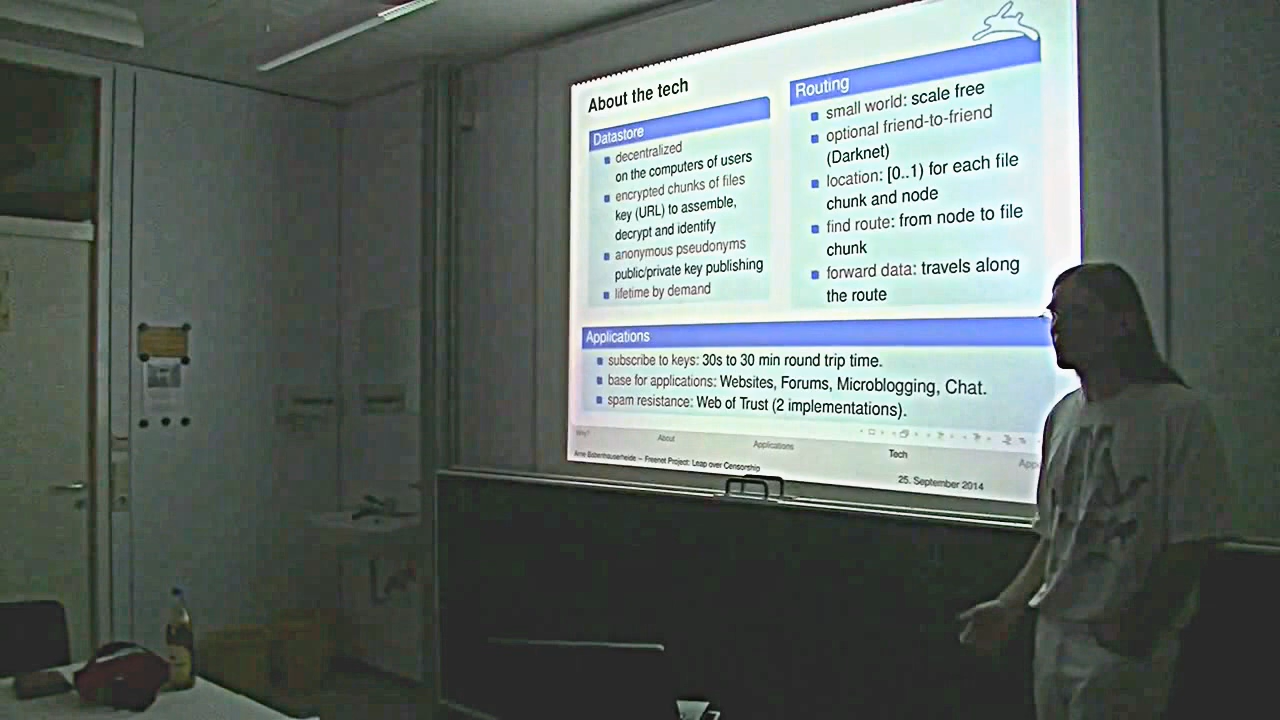 About the tech
Datastore
decentralized
on the computers of users
encrypted chunks of files
key (URL) to assemble,
decrypt and identify
anonymous pseudonyms
public/private key publishing
lifetime by demand
Routing
small world: scale free
optional friend-to-friend
(Darknet)
location: [0..1) for each file
chunk and node
find route: from node to file
chunk
forward data: travels along
the route
Applications
subscribe to keys: 30s to 30 min round trip time.
base for applications: Websites, Forums, Microblogging, Chat.
spam resistance: Web of Trust (2 implementations).
Why? About Applications Tech
Arne Babenhauserheide – Freenet Project: Leap over Censorship
25. September 2014